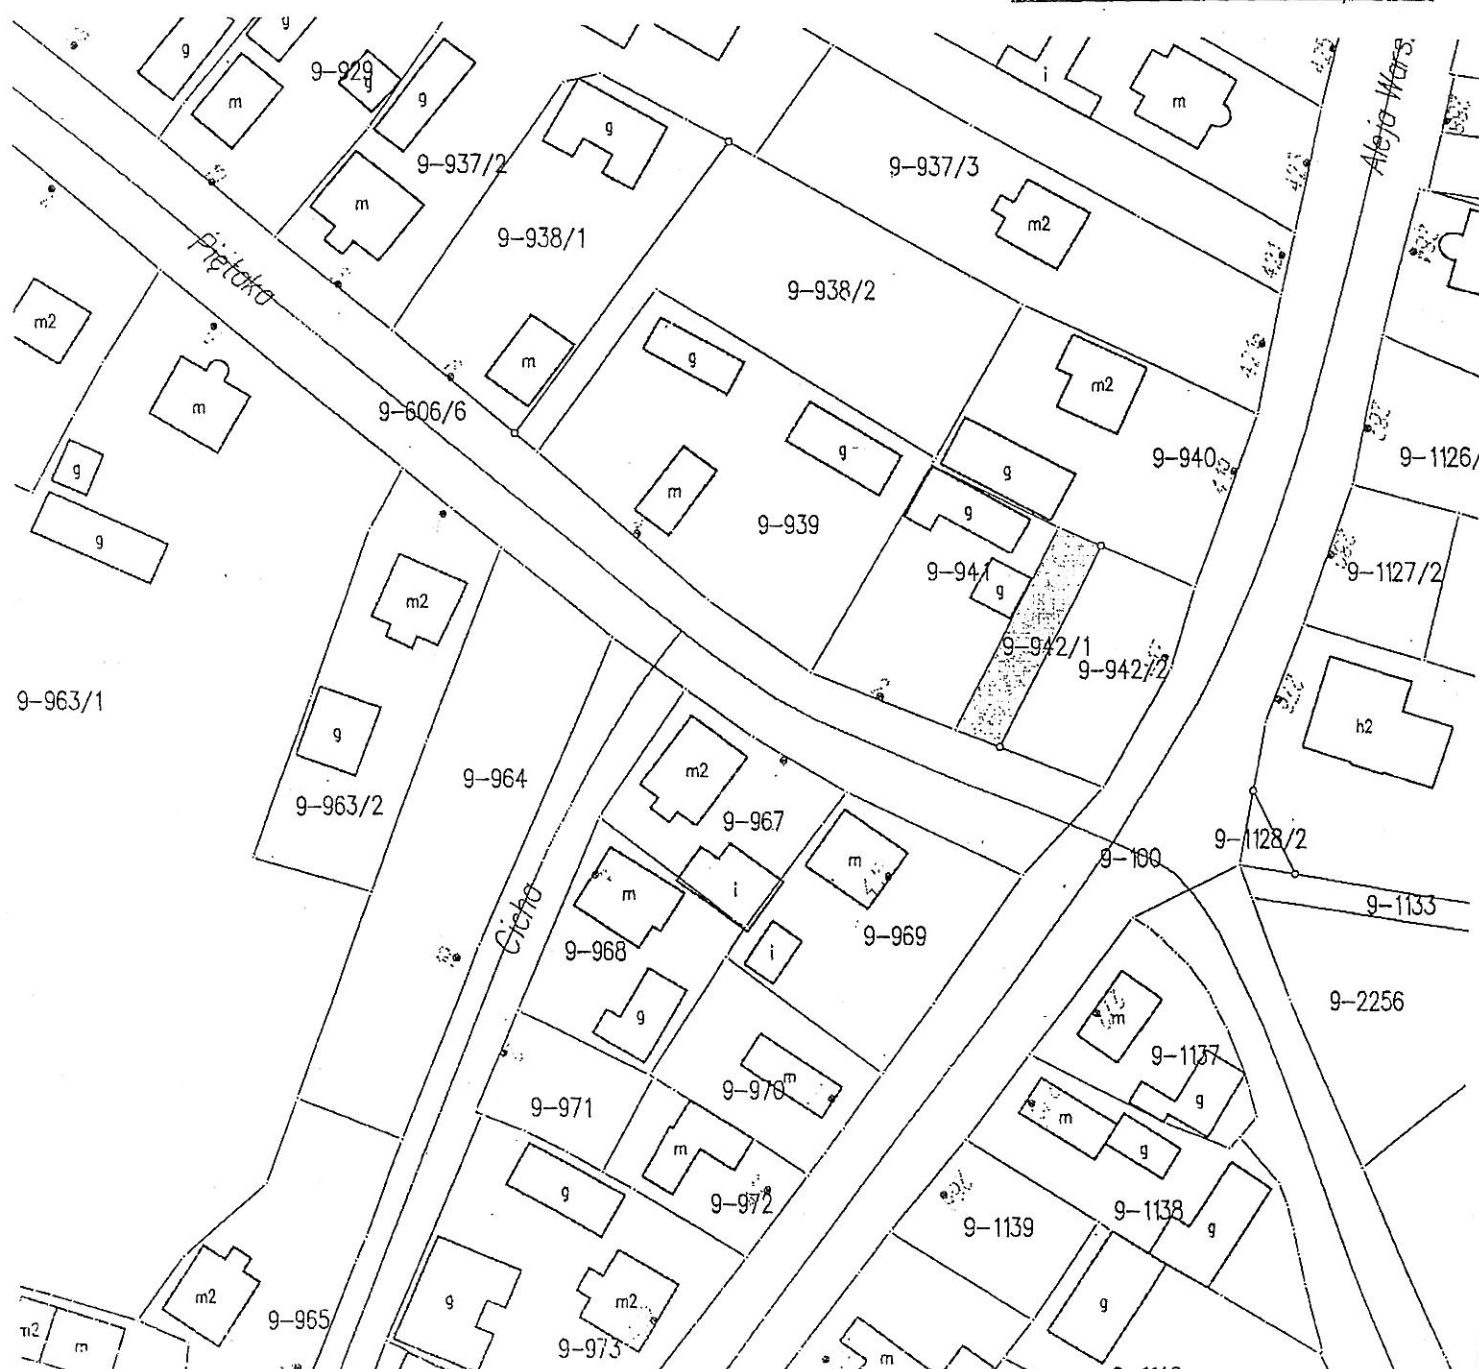 g
g
9-929
g
g
m
i
m
Aleja Wars.
g
9-937/2
9-937/3
m
m2
9-938/1
Piętaka
9-938/2
m2
g
m
m2
m
9-606/6
g
9-940
9-1126/
g
g
m
g
9-939
g
9-941
g
9-1127/2
m2
9-942/1
9-942/2
9-963/1
g
h2
9-964
m2
9-963/2
9-967
9-1128/2
9-100
m
i
m
Cicha
9-1133
9-968
9-969
i
9-2256
g
m
9-1137
9-970
m
g
9-971
m
g
m
9-972
g
9-1138
9-1139
g
m2
9-965
g
m2
g
m2
m
9-973
m